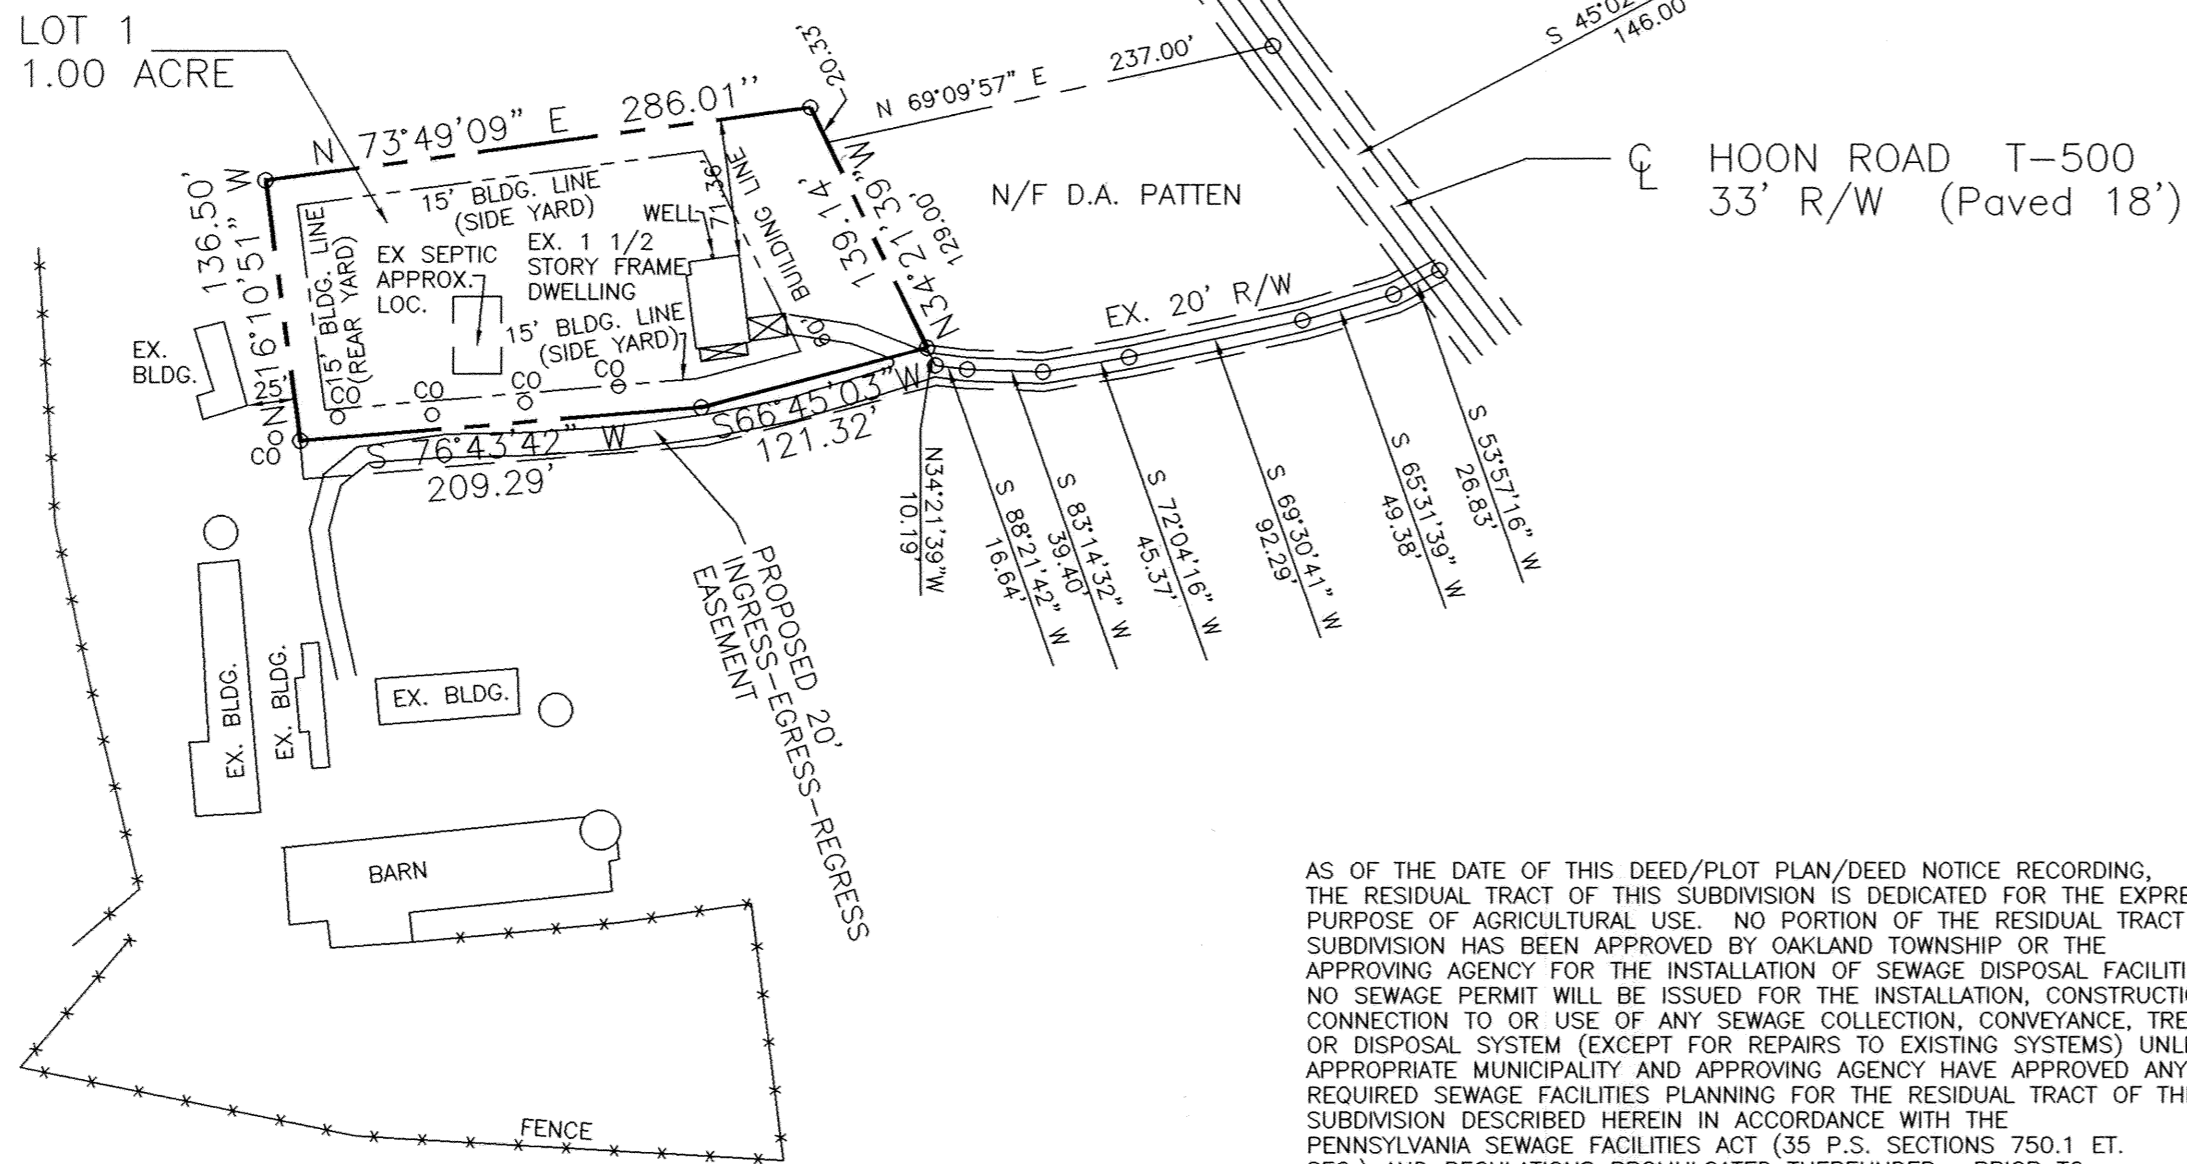 LOT 1
1.00 ACRE
N 73°49'09" E 286.01''
20.33'
N 69°09'57" E 237.00'
146.00'
℄ HOON ROAD T-500
33' R/W (Paved 18')
N/F D.A. PATTEN
136.50'
N 16°10'51" W
15' BLDG. LINE
(SIDE YARD)
15' BLDG. LINE
(REAR YARD)
WELL
71.36'
BUILDING LINE
139.14'
N34°21'39"W
129.00'
EX SEPTIC
APPROX.
LOC.
EX. 1 1/2
STORY FRAME
DWELLING
15' BLDG. LINE
(SIDE YARD)
EX. 20' R/W
EX.
BLDG.
25'
CO
CO
CO
CO
CO
S66°45'03"W
121.32'
S 76°43'42" W
209.29'
N34°21'39"W
10.19'
S 88°21'42" W
16.64'
S 83°14'32" W
39.40'
S 72°04'16" W
45.37'
S 69°30'41" W
92.29'
S 65°31'39" W
49.38'
S 53°57'16" W
26.83'
PROPOSED 20'
INGRESS-EGRESS-REGRESS
EASEMENT
EX. BLDG.
EX. BLDG.
EX. BLDG.
BARN
FENCE
AS OF THE DATE OF THIS DEED/PLOT PLAN/DEED NOTICE RECORDING,
THE RESIDUAL TRACT OF THIS SUBDIVISION IS DEDICATED FOR THE EXPRE
PURPOSE OF AGRICULTURAL USE. NO PORTION OF THE RESIDUAL TRACT
SUBDIVISION HAS BEEN APPROVED BY OAKLAND TOWNSHIP OR THE
APPROVING AGENCY FOR THE INSTALLATION OF SEWAGE DISPOSAL FACILITI
NO SEWAGE PERMIT WILL BE ISSUED FOR THE INSTALLATION, CONSTRUCTI
CONNECTION TO OR USE OF ANY SEWAGE COLLECTION, CONVEYANCE, TRE
OR DISPOSAL SYSTEM (EXCEPT FOR REPAIRS TO EXISTING SYSTEMS) UNL
APPROPRIATE MUNICIPALITY AND APPROVING AGENCY HAVE APPROVED ANY
REQUIRED SEWAGE FACILITIES PLANNING FOR THE RESIDUAL TRACT OF TH
SUBDIVISION DESCRIBED HEREIN IN ACCORDANCE WITH THE
PENNSYLVANIA SEWAGE FACILITIES ACT (35 P.S. SECTIONS 750.1 ET.